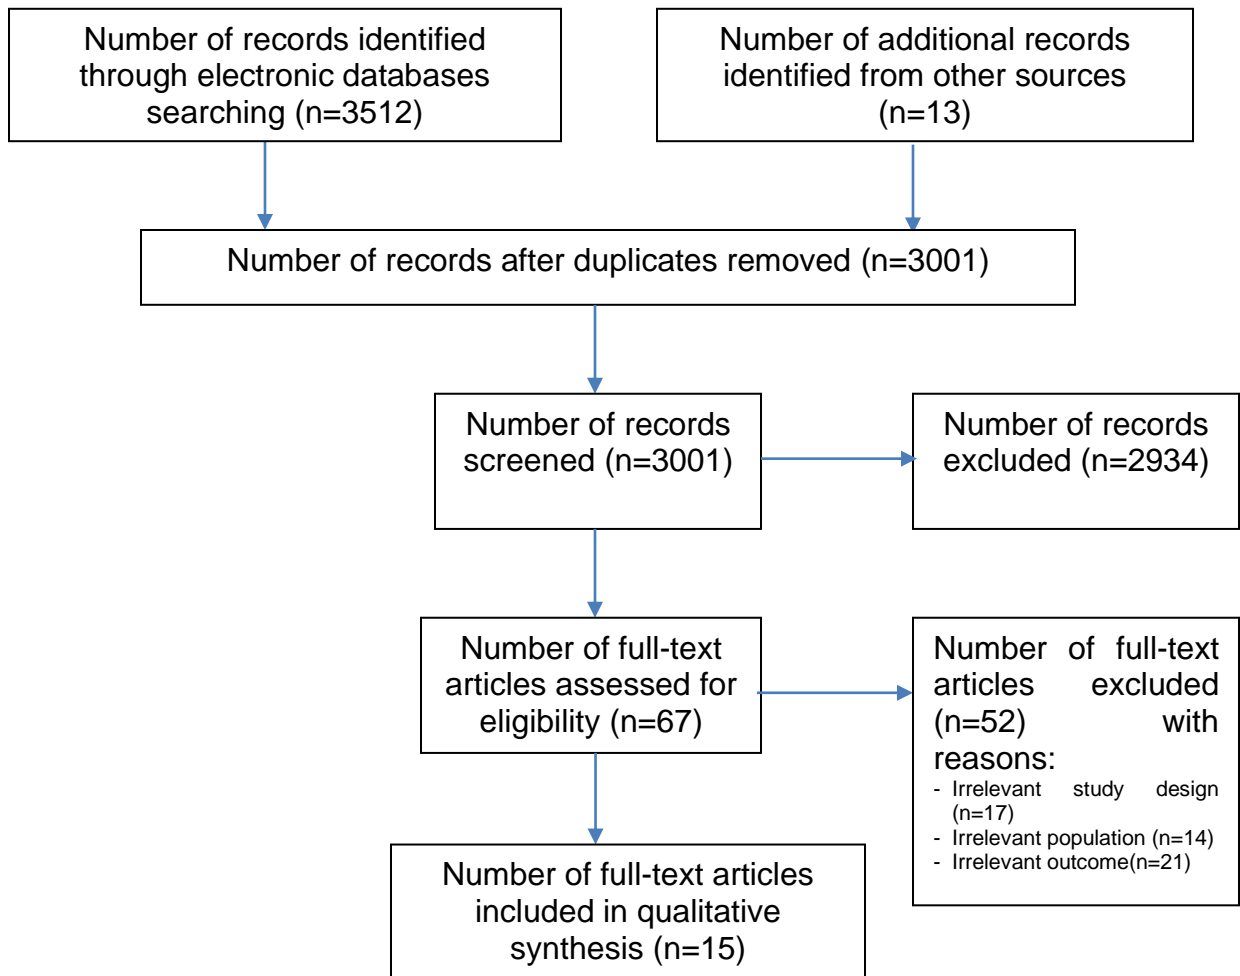 Number of records identified
through electronic databases
searching (n=3512)
Number of additional records
identified from other sources
(n=13)
Number of records after duplicates removed (n=3001)
Number of records
screened (n=3001)
Number of records
excluded (n=2934)
Number of full-text
articles assessed for
eligibility (n=67)
Number of full-text
articles excluded
(n=52) with
reasons:
- Irrelevant study design
(n=17)
- Irrelevant population (n=14)
- Irrelevant outcome(n=21)
Number of full-text articles
included in qualitative
synthesis (n=15)